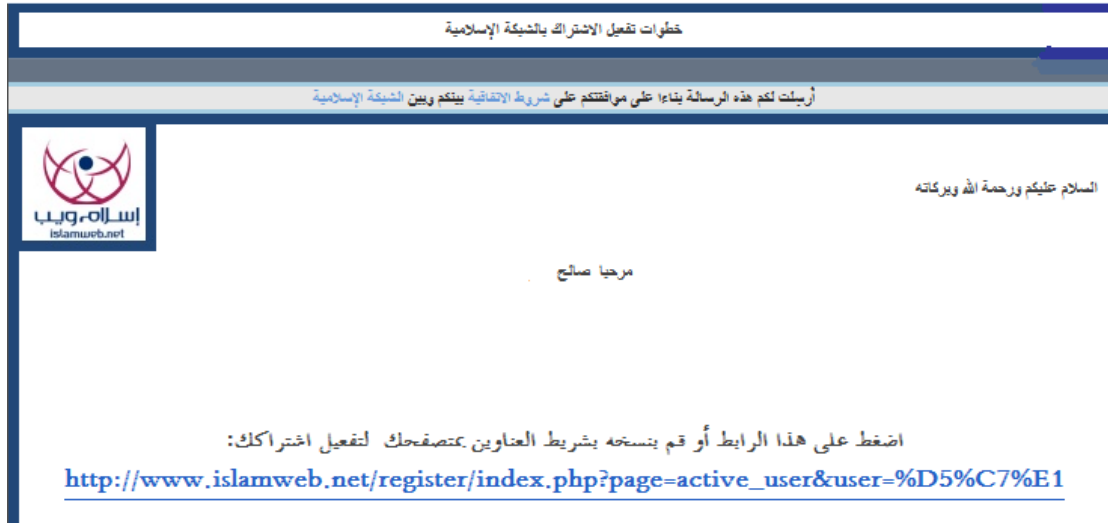 خطوات تفعيل الاشتراك بالشبكة الإسلامية
أرسلت لكم هذه الرسالة بناءا على موافقتكم على شروط الاتفاقية بينكم وبين الشبكة الإسلامية
إسلام ويب
islamweb.net
السلام عليكم ورحمة الله وبركاته
مرحبا صالح
اضغط على هذا الرابط أو قم بنسخه بشريط العناوين بمتصفحك لتفعيل اشتراكك:
http://www.islamweb.net/register/index.php?page=active_user&user=%D5%C7%E1